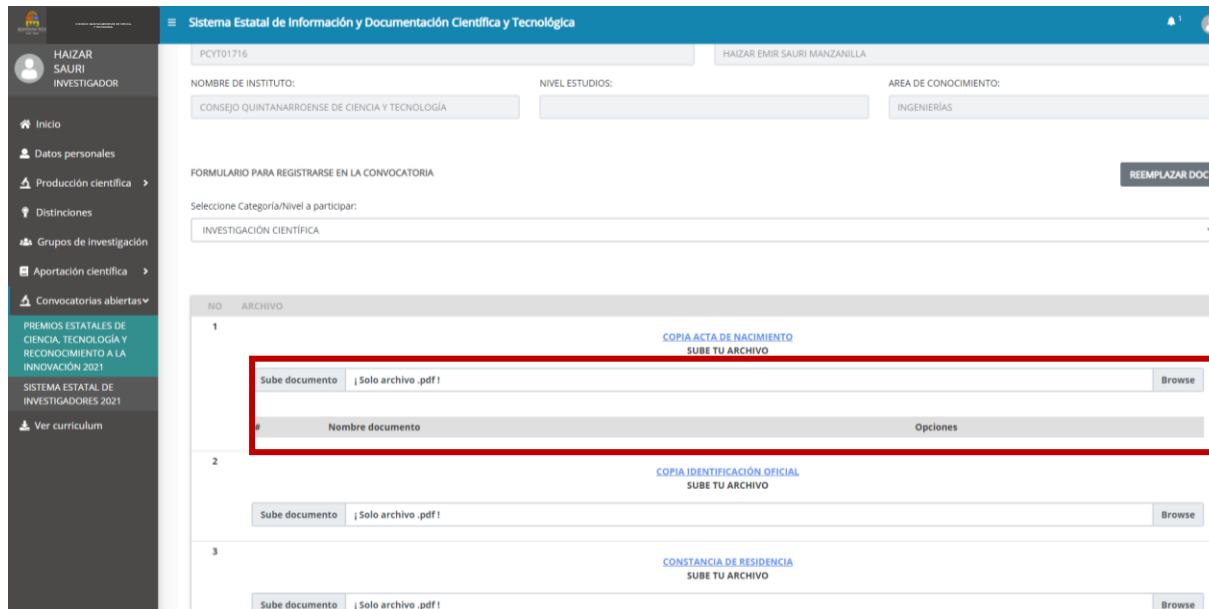 Sistema Estatal de Información y Documentación Científica y Tecnológica
1
HAIZAR
SAURI
INVESTIGADOR
Inicio
Datos personales
Producción científica
Distinciones
Grupos de investigación
Aportación científica
Convocatorias abiertas
PREMIOS ESTATALES DE
CIENCIA, TECNOLOGÍA Y
RECONOCIMIENTO A LA
INNOVACIÓN 2021
SISTEMA ESTATAL DE
INVESTIGADORES 2021
Ver curriculum
PCYT01716
HAIZAR EMIR SAURI MANZANILLA
NOMBRE DE INSTITUTO:
NIVEL ESTUDIOS:
AREA DE CONOCIMIENTO:
CONSEJO QUINTANARROENSE DE CIENCIA Y TECNOLOGÍA
INGENIERÍAS
FORMULARIO PARA REGISTRARSE EN LA CONVOCATORIA
REEMPLAZAR DOC
Seleccione Categoría/Nivel a participar:
INVESTIGACIÓN CIENTÍFICA
NO ARCHIVO
1
COPIA ACTA DE NACIMIENTO
SUBE TU ARCHIVO
Sube documento ¡ Solo archivo .pdf ! Browse
# Nombre documento Opciones
2
COPIA IDENTIFICACIÓN OFICIAL
SUBE TU ARCHIVO
Sube documento ¡ Solo archivo .pdf ! Browse
3
CONSTANCIA DE RESIDENCIA
SUBE TU ARCHIVO
Sube documento ¡ Solo archivo .pdf ! Browse